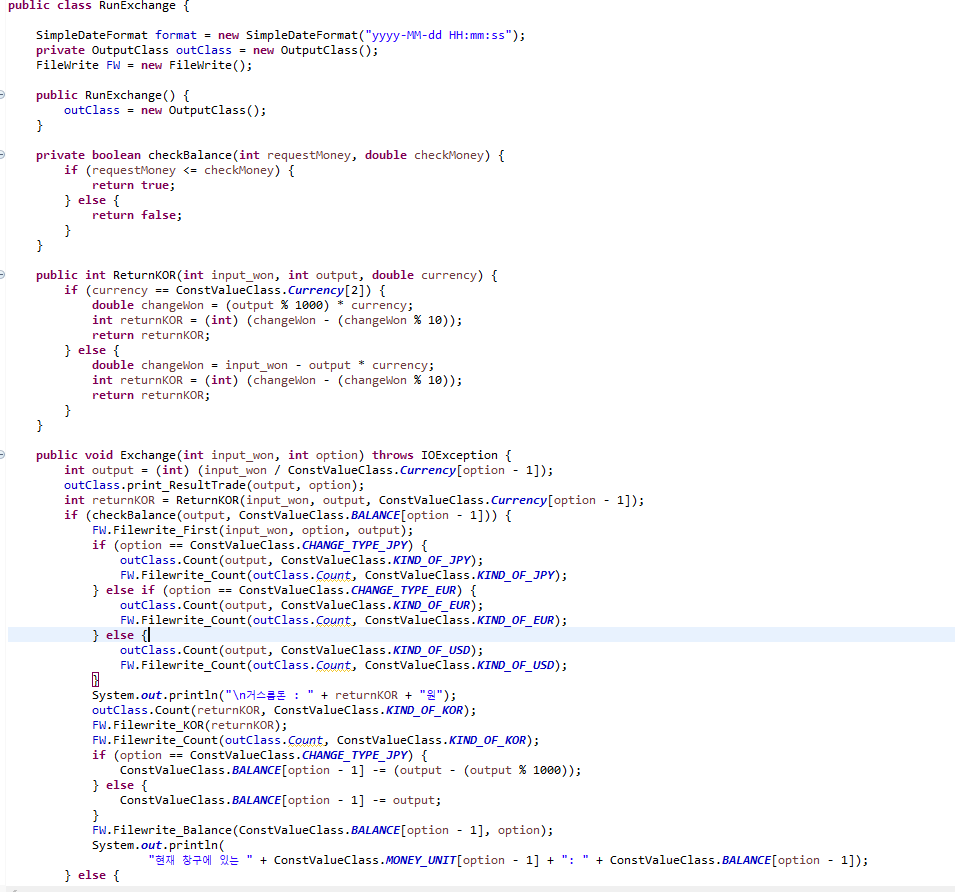 public class RunExchange {
SimpleDateFormat format = new SimpleDateFormat("yyyy-MM-dd HH:mm:ss");
private OutputClass outClass = new OutputClass();
FileWrite FW = new FileWrite();
public RunExchange() {
outClass = new OutputClass();
}
private boolean checkBalance(int requestMoney, double checkMoney) {
if (requestMoney <= checkMoney) {
return true;
} else {
return false;
}
}
public int ReturnKOR(int input_won, int output, double currency) {
if (currency == ConstValueClass.Currency[2]) {
double changeWon = (output % 1000) * currency;
int returnKOR = (int) (changeWon - (changeWon % 10));
return returnKOR;
} else {
double changeWon = input_won - output * currency;
int returnKOR = (int) (changeWon - (changeWon % 10));
return returnKOR;
}
}
public void Exchange(int input_won, int option) throws IOException {
int output = (int) (input_won / ConstValueClass.Currency[option - 1]);
outClass.print_ResultTrade(output, option);
int returnKOR = ReturnKOR(input_won, output, ConstValueClass.Currency[option - 1]);
if (checkBalance(output, ConstValueClass.BALANCE[option - 1])) {
FW.Filewrite_First(input_won, option, output);
if (option == ConstValueClass.CHANGE_TYPE_JPY) {
outClass.Count(output, ConstValueClass.KIND_OF_JPY);
FW.Filewrite_Count(outClass.Count, ConstValueClass.KIND_OF_JPY);
} else if (option == ConstValueClass.CHANGE_TYPE_EUR) {
outClass.Count(output, ConstValueClass.KIND_OF_EUR);
FW.Filewrite_Count(outClass.Count, ConstValueClass.KIND_OF_EUR);
} else {
outClass.Count(output, ConstValueClass.KIND_OF_USD);
FW.Filewrite_Count(outClass.Count, ConstValueClass.KIND_OF_USD);
}
System.out.println("\n거스름돈 : " + returnKOR + "원");
outClass.Count(returnKOR, ConstValueClass.KIND_OF_KOR);
FW.Filewrite_KOR(returnKOR);
FW.Filewrite_Count(outClass.Count, ConstValueClass.KIND_OF_KOR);
if (option == ConstValueClass.CHANGE_TYPE_JPY) {
ConstValueClass.BALANCE[option - 1] -= (output - (output % 1000));
} else {
ConstValueClass.BALANCE[option - 1] -= output;
}
FW.Filewrite_Balance(ConstValueClass.BALANCE[option - 1], option);
System.out.println(
"현재 창구에 있는 " + ConstValueClass.MONEY_UNIT[option - 1] + ": " + ConstValueClass.BALANCE[option - 1]);
} else {